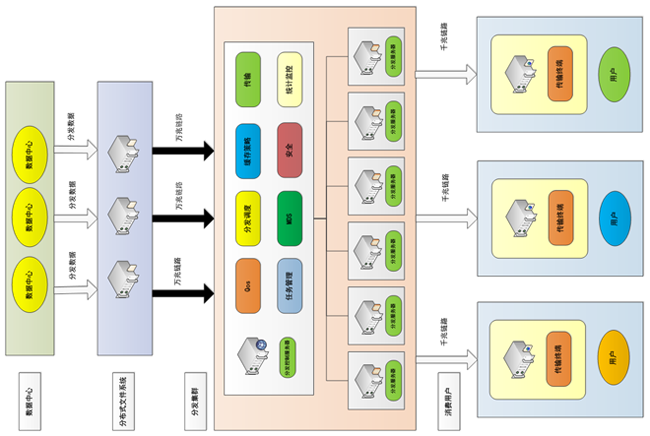 数据中心
数据中心
数据中心
数据中心
分发数据
分发数据
分发数据
分布式文件系统
万兆链路
万兆链路
万兆链路
分发集群
Qos
分发调度
缓存策略
传输
分发控制服务器
任务管理
MDS
安全
统计监控
分发服务器
分发服务器
分发服务器
分发服务器
分发服务器
分发服务器
千兆链路
千兆链路
千兆链路
消费用户
传输终端
传输终端
传输终端
用户
用户
用户